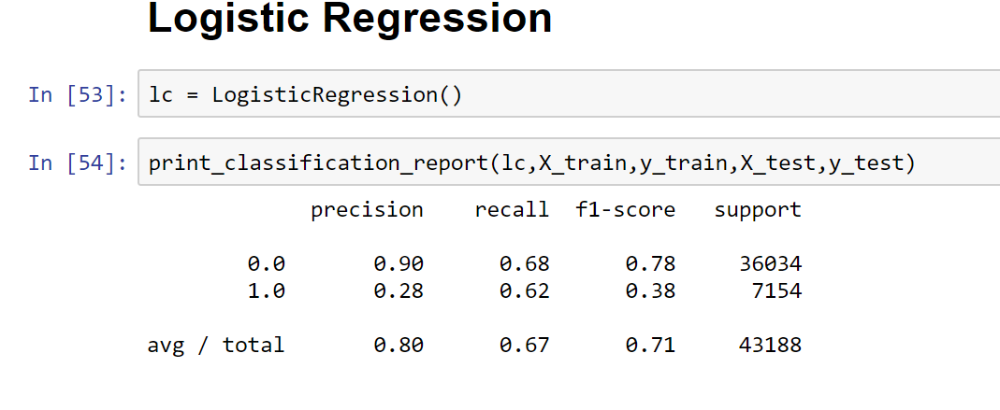 Logistic Regression
In [53]: lc = LogisticRegression()
In [54]: print_classification_report(lc,X_train,y_train,X_test,y_test)
precision recall f1-score support
0.0 0.90 0.68 0.78 36034
1.0 0.28 0.62 0.38 7154
avg / total 0.80 0.67 0.71 43188